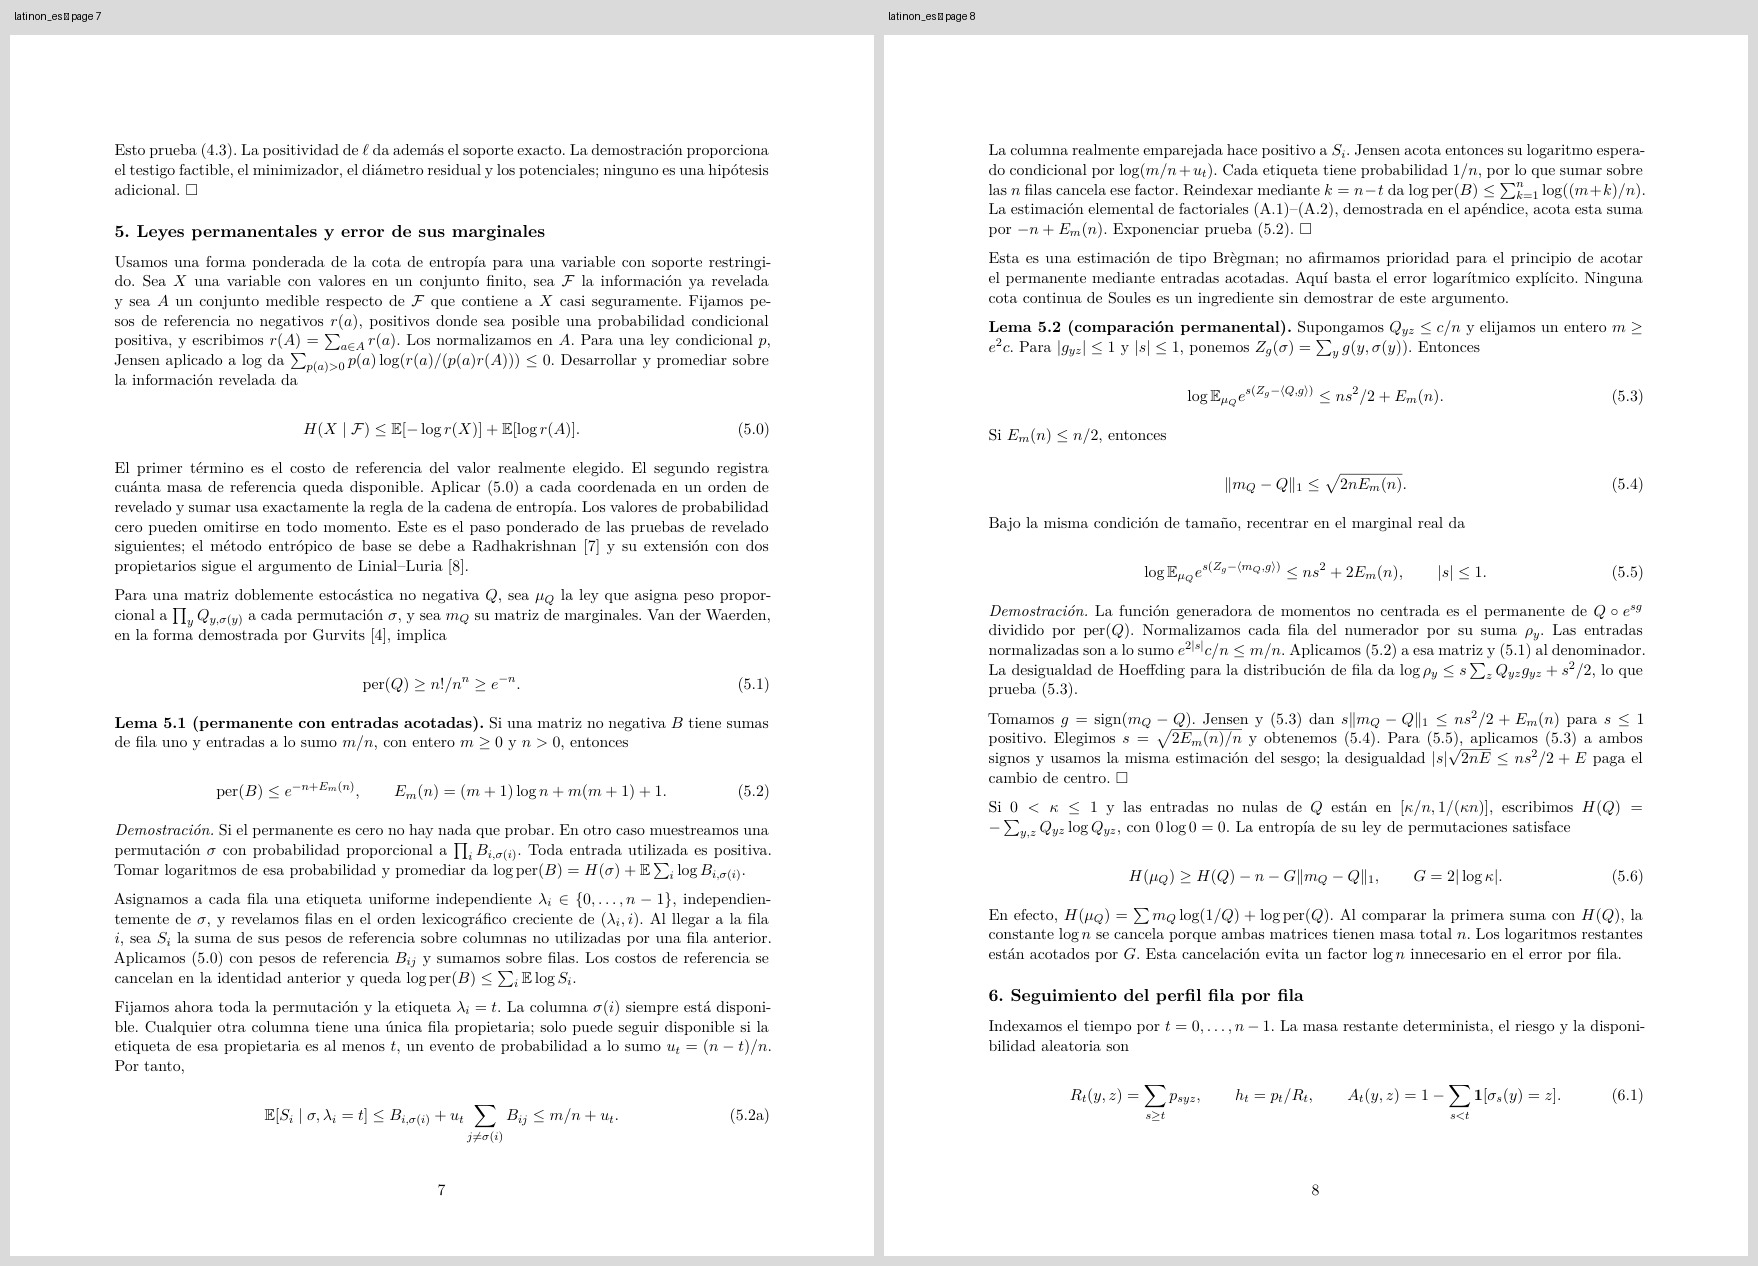 latinon_es▯page 7
Esto prueba (4.3). La positividad de ℓ da además el soporte exacto. La demostración proporciona
el testigo factible, el minimizador, el diámetro residual y los potenciales; ninguno es una hipótesis
adicional. □
5. Leyes permanentales y error de sus marginales
Usamos una forma ponderada de la cota de entropía para una variable con soporte restringi-
do. Sea X una variable con valores en un conjunto finito, sea ℱ la información ya revelada
y sea A un conjunto medible respecto de ℱ que contiene a X casi seguramente. Fijamos pe-
sos de referencia no negativos r(a), positivos donde sea posible una probabilidad condicional
positiva, y escribimos r(A) = ∑_{a∈A} r(a). Los normalizamos en A. Para una ley condicional p,
Jensen aplicado a log da ∑_{p(a)>0} p(a) log(r(a)/(p(a)r(A))) ≤ 0. Desarrollar y promediar sobre
la información revelada da
H(X | ℱ) ≤ 𝔼[− log r(X)] + 𝔼[log r(A)]. (5.0)
El primer término es el costo de referencia del valor realmente elegido. El segundo registra
cuánta masa de referencia queda disponible. Aplicar (5.0) a cada coordenada en un orden de
revelado y sumar usa exactamente la regla de la cadena de entropía. Los valores de probabilidad
cero pueden omitirse en todo momento. Este es el paso ponderado de las pruebas de revelado
siguientes; el método entrópico de base se debe a Radhakrishnan [7] y su extensión con dos
propietarios sigue el argumento de Linial–Luria [8].
Para una matriz doblemente estocástica no negativa Q, sea μ_Q la ley que asigna peso propor-
cional a ∏_y Q_{y,σ(y)} a cada permutación σ, y sea m_Q su matriz de marginales. Van der Waerden,
en la forma demostrada por Gurvits [4], implica
per(Q) ≥ n!/n^n ≥ e^{−n}. (5.1)
Lema 5.1 (permanente con entradas acotadas). Si una matriz no negativa B tiene sumas
de fila uno y entradas a lo sumo m/n, con entero m ≥ 0 y n > 0, entonces
per(B) ≤ e^{−n+E_m(n)}, E_m(n) = (m + 1) log n + m(m + 1) + 1. (5.2)
Demostración. Si el permanente es cero no hay nada que probar. En otro caso muestreamos una
permutación σ con probabilidad proporcional a ∏_i B_{i,σ(i)}. Toda entrada utilizada es positiva.
Tomar logaritmos de esa probabilidad y promediar da log per(B) = H(σ) + 𝔼 ∑_i log B_{i,σ(i)}.
Asignamos a cada fila una etiqueta uniforme independiente λ_i ∈ {0, . . . , n − 1}, independien-
temente de σ, y revelamos filas en el orden lexicográfico creciente de (λ_i, i). Al llegar a la fila
i, sea S_i la suma de sus pesos de referencia sobre columnas no utilizadas por una fila anterior.
Aplicamos (5.0) con pesos de referencia B_{ij} y sumamos sobre filas. Los costos de referencia se
cancelan en la identidad anterior y queda log per(B) ≤ ∑_i 𝔼 log S_i.
Fijamos ahora toda la permutación y la etiqueta λ_i = t. La columna σ(i) siempre está disponi-
ble. Cualquier otra columna tiene una única fila propietaria; solo puede seguir disponible si la
etiqueta de esa propietaria es al menos t, un evento de probabilidad a lo sumo u_t = (n − t)/n.
Por tanto,
𝔼[S_i | σ, λ_i = t] ≤ B_{i,σ(i)} + u_t ∑_{j≠σ(i)} B_{ij} ≤ m/n + u_t. (5.2a)
7
latinon_es▯page 8
La columna realmente emparejada hace positivo a S_i. Jensen acota entonces su logaritmo espera-
do condicional por log(m/n + u_t). Cada etiqueta tiene probabilidad 1/n, por lo que sumar sobre
las n filas cancela ese factor. Reindexar mediante k = n−t da log per(B) ≤ ∑_{k=1}^n log((m+k)/n).
La estimación elemental de factoriales (A.1)–(A.2), demostrada en el apéndice, acota esta suma
por −n + E_m(n). Exponenciar prueba (5.2). □
Esta es una estimación de tipo Brègman; no afirmamos prioridad para el principio de acotar
el permanente mediante entradas acotadas. Aquí basta el error logarítmico explícito. Ninguna
cota continua de Soules es un ingrediente sin demostrar de este argumento.
Lema 5.2 (comparación permanental). Supongamos Q_{yz} ≤ c/n y elijamos un entero m ≥
e^2c. Para |g_{yz}| ≤ 1 y |s| ≤ 1, ponemos Z_g(σ) = ∑_y g(y, σ(y)). Entonces
log 𝔼_{μ_Q} e^{s(Z_g−⟨Q,g⟩)} ≤ ns^2/2 + E_m(n). (5.3)
Si E_m(n) ≤ n/2, entonces
‖m_Q − Q‖_1 ≤ √(2nE_m(n)). (5.4)
Bajo la misma condición de tamaño, recentrar en el marginal real da
log 𝔼_{μ_Q} e^{s(Z_g−⟨m_Q,g⟩)} ≤ ns^2 + 2E_m(n), |s| ≤ 1. (5.5)
Demostración. La función generadora de momentos no centrada es el permanente de Q ∘ e^{sg}
dividido por per(Q). Normalizamos cada fila del numerador por su suma ρ_y. Las entradas
normalizadas son a lo sumo e^{2|s|}c/n ≤ m/n. Aplicamos (5.2) a esa matriz y (5.1) al denominador.
La desigualdad de Hoeffding para la distribución de fila da log ρ_y ≤ s ∑_z Q_{yz}g_{yz} + s^2/2, lo que
prueba (5.3).
Tomamos g = sign(m_Q − Q). Jensen y (5.3) dan s‖m_Q − Q‖_1 ≤ ns^2/2 + E_m(n) para s ≤ 1
positivo. Elegimos s = √(2E_m(n)/n) y obtenemos (5.4). Para (5.5), aplicamos (5.3) a ambos
signos y usamos la misma estimación del sesgo; la desigualdad |s|√(2nE) ≤ ns^2/2 + E paga el
cambio de centro. □
Si 0 < κ ≤ 1 y las entradas no nulas de Q están en [κ/n, 1/(κn)], escribimos H(Q) =
− ∑_{y,z} Q_{yz} log Q_{yz}, con 0 log 0 = 0. La entropía de su ley de permutaciones satisface
H(μ_Q) ≥ H(Q) − n − G‖m_Q − Q‖_1, G = 2| log κ|. (5.6)
En efecto, H(μ_Q) = ∑ m_Q log(1/Q) + log per(Q). Al comparar la primera suma con H(Q), la
constante log n se cancela porque ambas matrices tienen masa total n. Los logaritmos restantes
están acotados por G. Esta cancelación evita un factor log n innecesario en el error por fila.
6. Seguimiento del perfil fila por fila
Indexamos el tiempo por t = 0, . . . , n − 1. La masa restante determinista, el riesgo y la disponi-
bilidad aleatoria son
R_t(y, z) = ∑_{s≥t} p_{syz}, h_t = p_t/R_t, A_t(y, z) = 1 − ∑_{s<t} 𝟏[σ_s(y) = z]. (6.1)
8